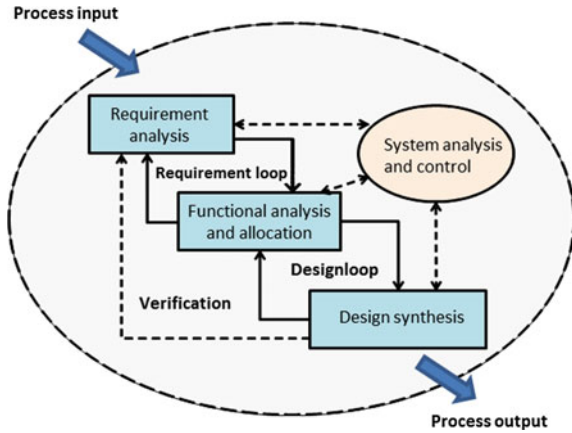 Process input
Requirement
analysis
System analysis
and control
Requirement loop
Functional analysis
and allocation
Designloop
Verification
Design synthesis
Process output